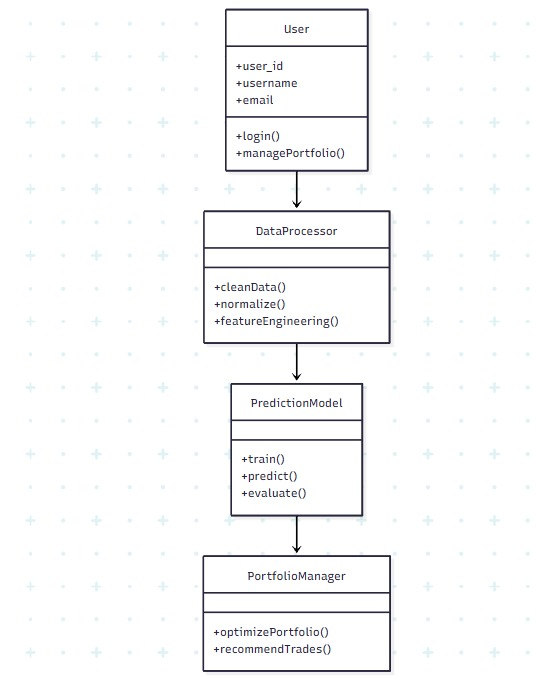 User
+user_id
+username
+email
+login()
+managePortfolio()
DataProcessor
+cleanData()
+normalize()
+featureEngineering()
PredictionModel
+train()
+predict()
+evaluate()
PortfolioManager
+optimizePortfolio()
+recommendTrades()